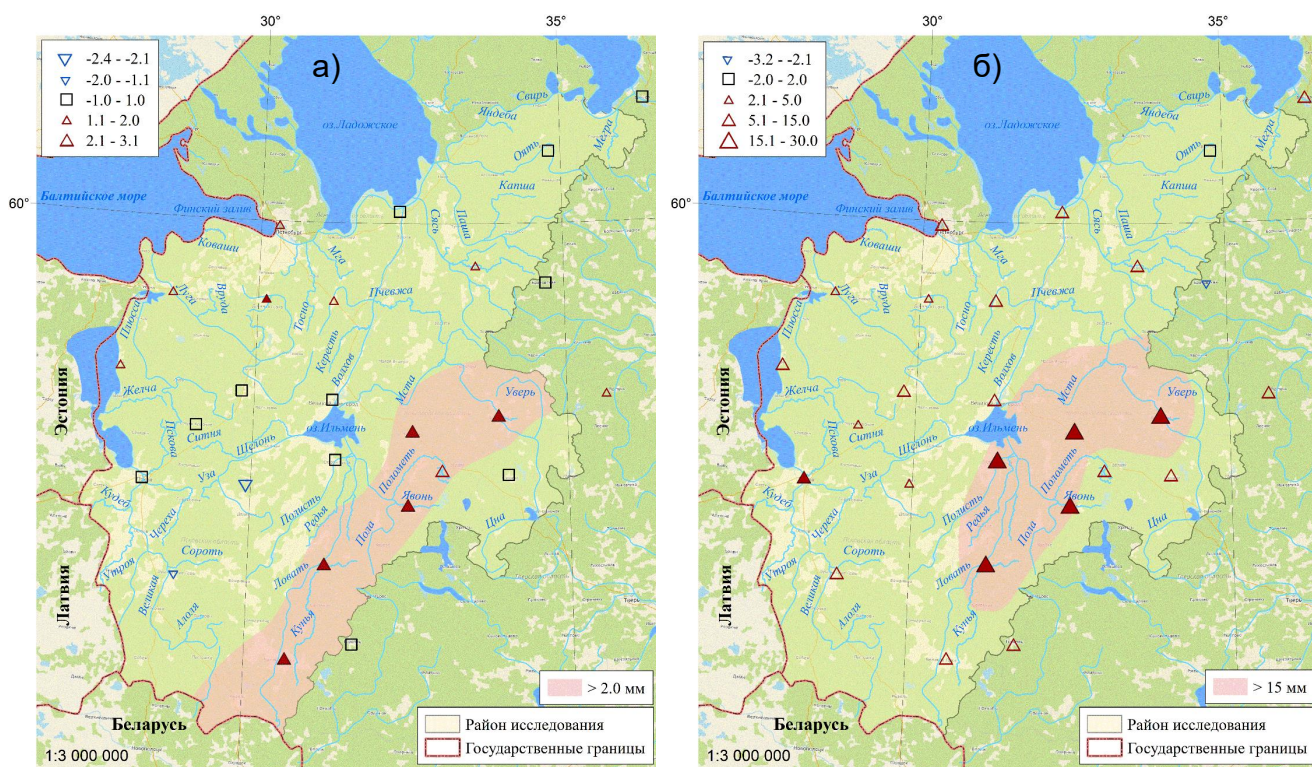 30°
35°
-2.4 - -2.1
-2.0 - -1.1
-1.0 - 1.0
1.1 - 2.0
2.1 - 3.1
а)
60°
оз.Ладожское
Свирь
Яндеба
Мегра
Оять
Капша
Балтийское море
Финский залив
Коваши
Сясь
Паша
Мга
Луга
Вруда
Тосно
Пчевжа
Плюсса
Кересть
Волхов
Желча
Мста
Уверь
Эстония
Пскова
Ситня
Шелонь
оз.Ильмень
Уза
Кудеб
Полометь
Явонь
Полисть
Редья
Пола
Цна
Череха
Сороть
Утроя
Великая
Ловать
Алоля
Кунья
Латвия
Беларусь
> 2.0 мм
Район исследования
Государственные границы
1:3 000 000
30°
35°
-3.2 - -2.1
-2.0 - 2.0
2.1 - 5.0
5.1 - 15.0
15.1 - 30.0
б)
60°
оз.Ладожское
Свирь
Яндеба
Мегра
Оять
Капша
Балтийское море
Финский залив
Коваши
Сясь
Паша
Мга
Луга
Вруда
Тосно
Пчевжа
Плюсса
Кересть
Волхов
Желча
Мста
Уверь
Эстония
Пскова
Ситня
Шелонь
оз.Ильмень
Уза
Кудеб
Полометь
Явонь
Полисть
Редья
Пола
Цна
Череха
Сороть
Утроя
Великая
Ловать
Алоля
Кунья
Латвия
Беларусь
> 15 мм
Район исследования
Государственные границы
1:3 000 000